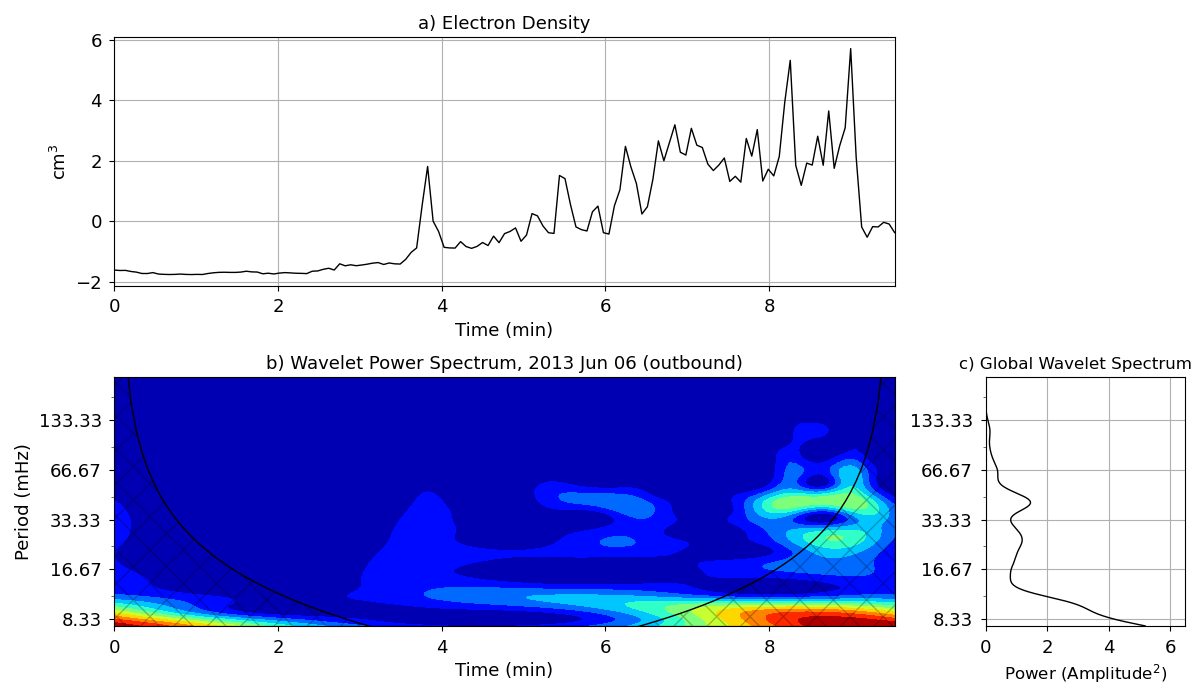 a) Electron Density
6
4
2
0
−2
cm³
0 2 4 6 8
Time (min)
b) Wavelet Power Spectrum, 2013 Jun 06 (outbound)
133.33
66.67
33.33
16.67
8.33
Period (mHz)
0 2 4 6 8
Time (min)
c) Global Wavelet Spectrum
133.33
66.67
33.33
16.67
8.33
0 2 4 6
Power (Amplitude²)